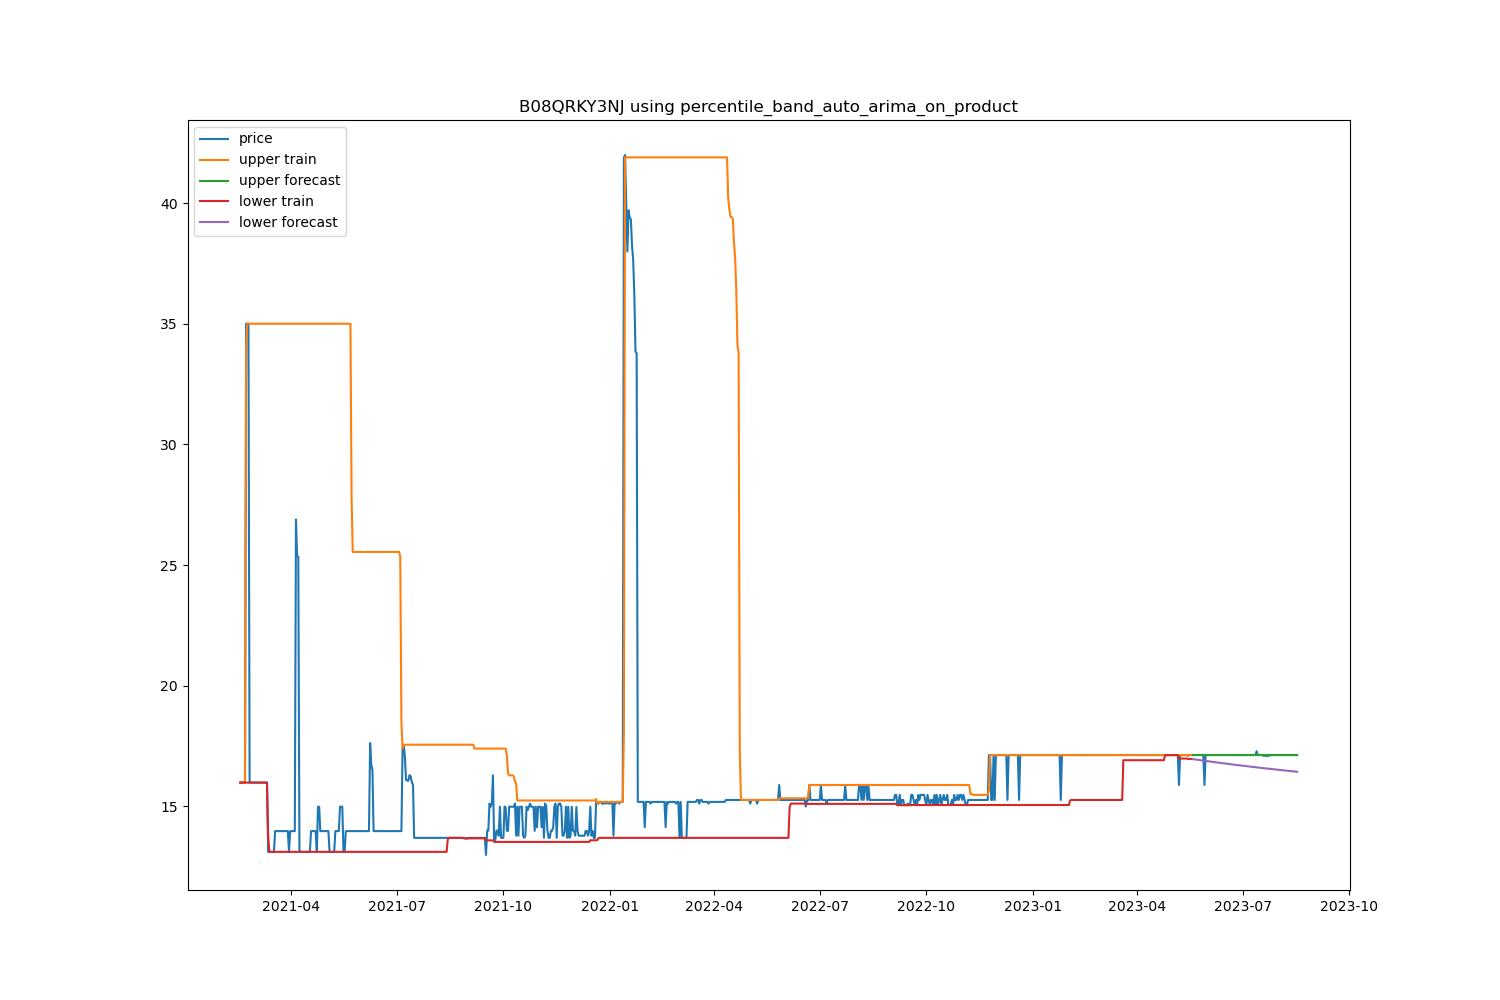 B08QRKY3NJ using percentile_band_auto_arima_on_product
price
upper train
upper forecast
lower train
lower forecast
40
35
30
25
20
15
2021-04 2021-07 2021-10 2022-01 2022-04 2022-07 2022-10 2023-01 2023-04 2023-07 2023-10